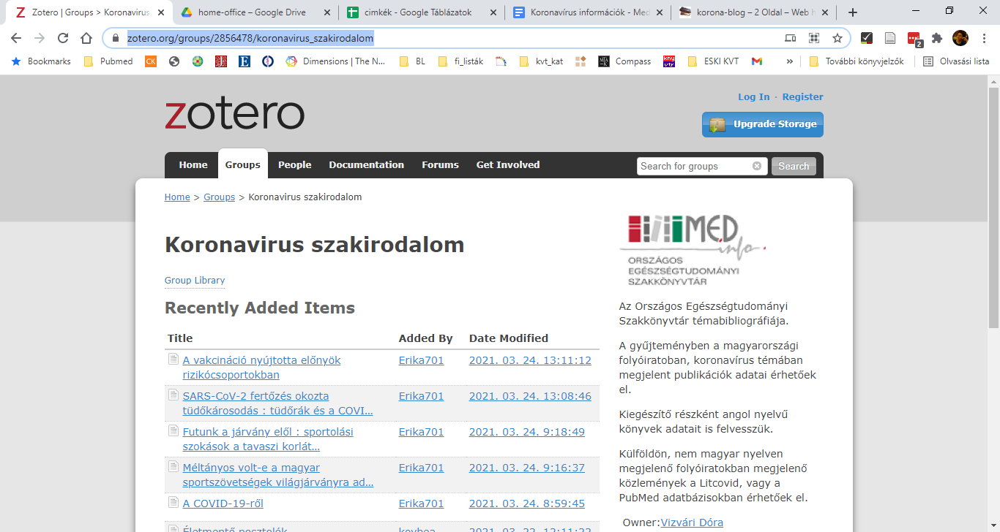 Zotero | Groups > Koronavirus
home-office – Google Drive
cimkék - Google Táblázatok
Koronavírus információk - Med
korona-blog – 2 Oldal – Web h
zotero.org/groups/2856478/koronavirus_szakirodalom
2
Bookmarks
Pubmed
CK
Dimensions | The N...
BL
fi_listák
kvt_kat
Compass
ESKI KVT
»
További könyvjelzők
Olvasási lista
zotero
Log In · Register
Upgrade Storage
Home
Groups
People
Documentation
Forums
Get Involved
Search for groups
Search
Home > Groups > Koronavirus szakirodalom
Koronavirus szakirodalom
Group Library
Recently Added Items
Title Added By Date Modified
A vakcináció nyújtotta előnyök Erika701 2021. 03. 24. 13:11:12
rizikócsoportokban
SARS-CoV-2 fertőzés okozta Erika701 2021. 03. 24. 13:08:46
tüdőkárosodás : tüdőrák és a COVI...
Futunk a járvány elől : sportolási Erika701 2021. 03. 24. 9:18:49
szokások a tavaszi korlát...
Méltányos volt-e a magyar Erika701 2021. 03. 24. 9:16:37
sportszövetségek világjárványra ad...
A COVID-19-ről Erika701 2021. 03. 24. 8:59:45
MED
info
ORSZÁGOS
EGÉSZSÉGTUDOMÁNYI
SZAKKÖNYVTÁR
Az Országos Egészségtudományi
Szakkönyvtár témabibliográfiája.
A gyűjteményben a magyarországi
folyóiratoban, koronavírus témában
megjelent publikációk adatai érhetőek
el.
Kiegészítő részként angol nyelvű
könyvek adatait is felvesszük.
Külföldön, nem magyar nyelven
megjelenő folyóiratokban megjelenő
közlemények a Litcovid, vagy a
PubMed adatbázisokban érhetőek el.
Owner:Vizvári Dóra